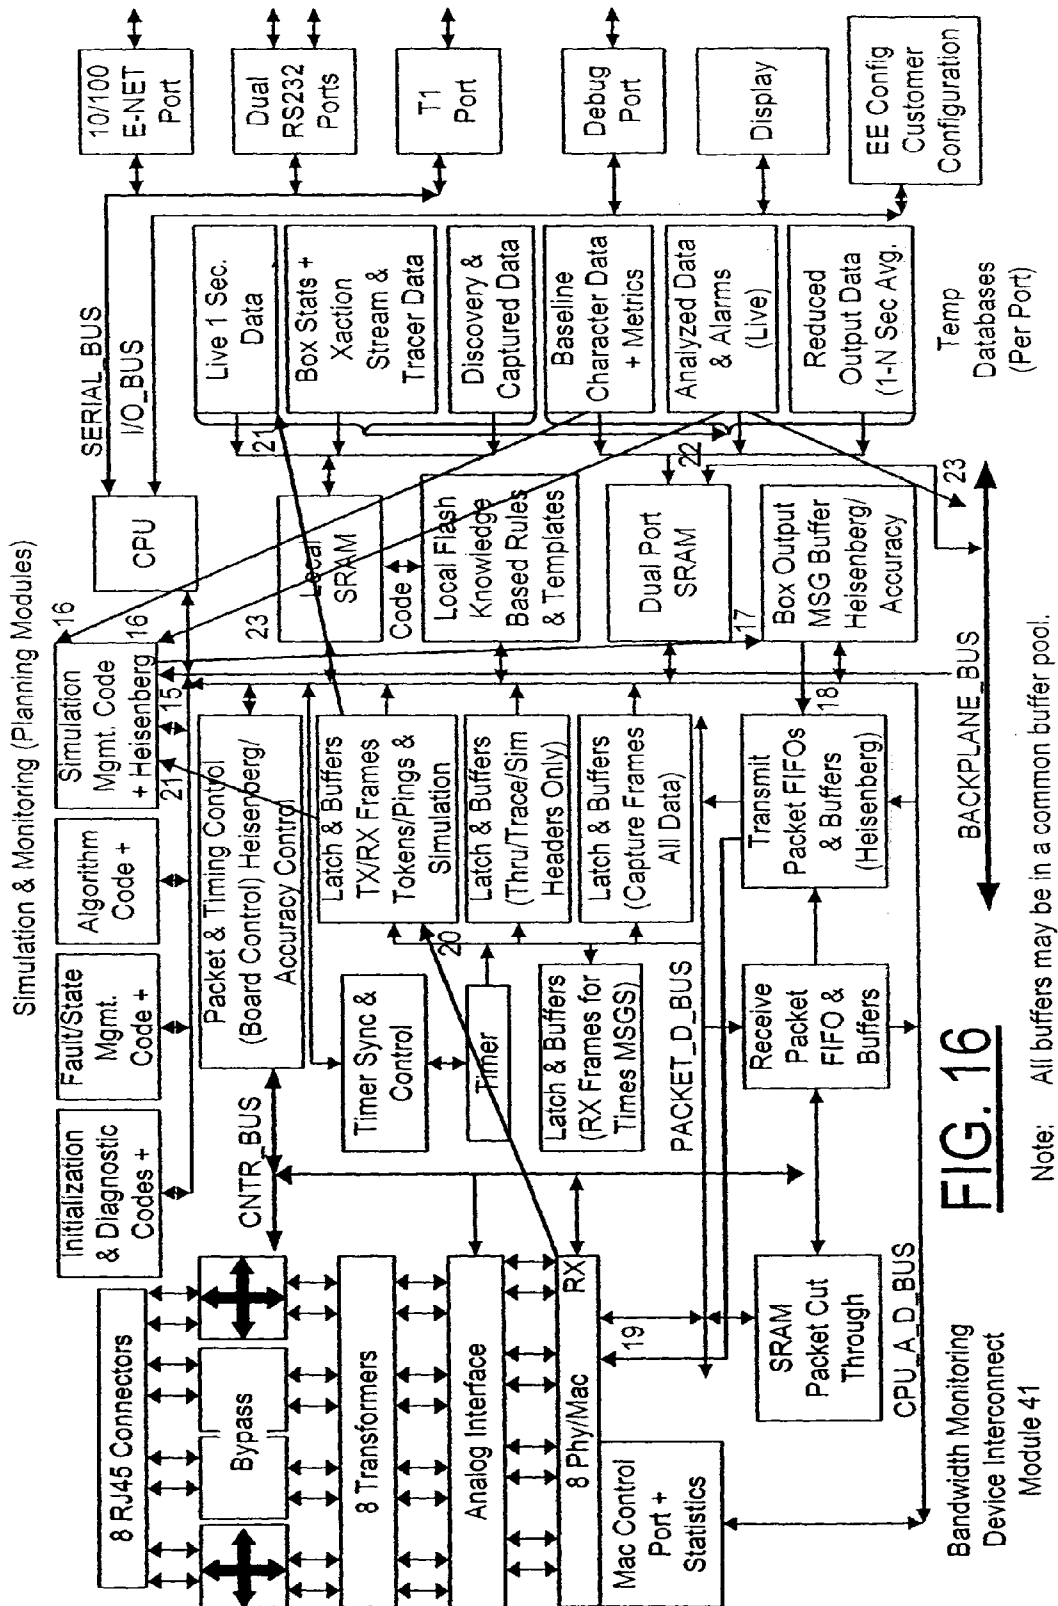 Simulation & Monitoring (Planning Modules)
8 RJ45 Connectors
Bypass
8 Transformers
Analog Interface
8 Phy/Mac
RX
Mac Control
Port +
Statistics
Initialization
& Diagnostic
Codes +
Fault/State
Mgmt.
Code +
Algorithm
Code +
Simulation
Mgmt. Code
+ Heisenberg
16
16
15
21
CPU
SERIAL_BUS
I/O_BUS
10/100
E-NET
Port
Dual
RS232
Ports
T1
Port
Debug
Port
Display
EE Config
Customer
Configuration
CNTR_BUS
Packet & Timing Control
(Board Control) Heisenberg/
Accuracy Control
Timer Sync &
Control
Timer
Latch & Buffers
(RX Frames for
Times MSGS)
Latch & Buffers
TX/RX Frames
Tokens/Pings &
Simulation
20
Latch & Buffers
(Thru/Trace/Sim
Headers Only)
Latch & Buffers
(Capture Frames
All Data)
23
Local
SRAM
Code
Local Flash
Knowledge
Based Rules
& Templates
Dual Port
SRAM
17
Box Output
MSG Buffer
Heisenberg/
Accuracy
21
22
23
Live 1 Sec.
Data
Box Stats +
Xaction
Stream &
Tracer Data
Discovery &
Captured Data
Baseline
Character Data
+ Metrics
Analyzed Data
& Alarms
(Live)
Reduced
Output Data
(1-N Sec Avg.
Temp
Databases
(Per Port)
19
PACKET_D_BUS
SRAM
Packet Cut
Through
Receive
Packet
FIFO &
Buffers
Transmit
Packet FIFOs
& Buffers
(Heisenberg)
18
CPU_A_D_BUS
BACKPLANE_BUS
Bandwidth Monitoring
Device Interconnect
Module 41
FIG. 16
Note: All buffers may be in a common buffer pool.